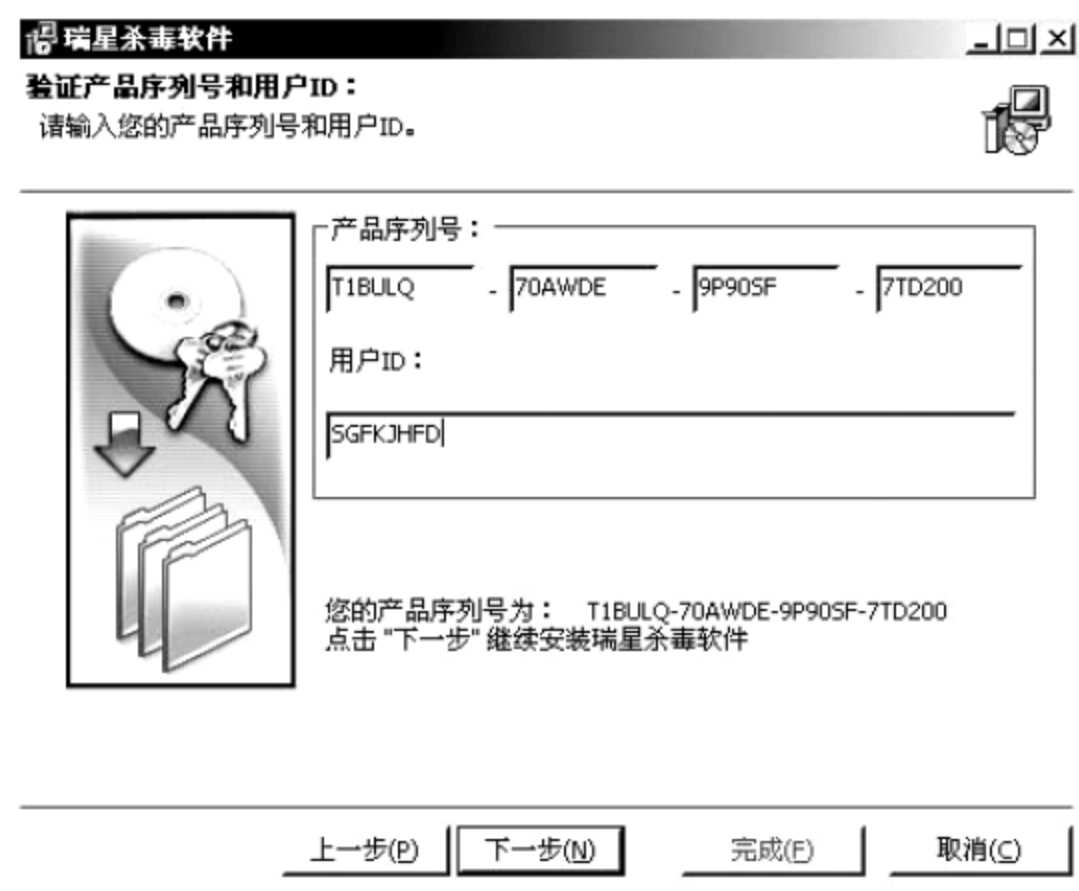 瑞星杀毒软件
验证产品序列号和用户ID：
请输入您的产品序列号和用户ID。
产品序列号：
T1BULQ - 70AWDE - 9P90SF - 7TD200
用户ID：
SGFKJHFD
您的产品序列号为： T1BULQ-70AWDE-9P90SF-7TD200
点击 "下一步" 继续安装瑞星杀毒软件
上一步(P) 下一步(N) 完成(F) 取消(C)